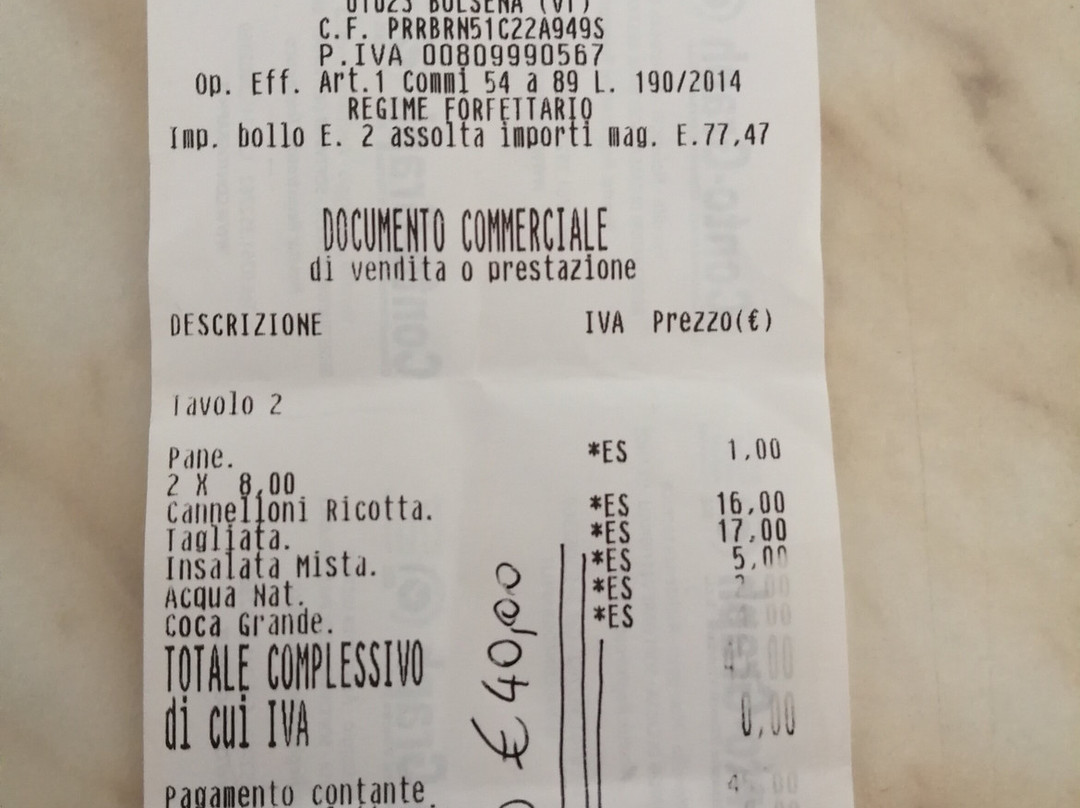 01023 BOLSENA (VT)
C.F. PRRBRN51C22A949S
P.IVA 00809990567
Op. Eff. Art.1 Commi 54 a 89 L. 190/2014
REGIME FORFETTARIO
Imp. bollo E. 2 assolta importi mag. E.77,47
DOCUMENTO COMMERCIALE
di vendita o prestazione
DESCRIZIONE IVA Prezzo(€)
Tavolo 2
Pane. *ES 1,00
2 X 8,00
Cannelloni Ricotta. *ES 16,00
Tagliata. *ES 17,00
Insalata Mista. *ES 5,00
Acqua Nat. *ES
Coca Grande. *ES
TOTALE COMPLESSIVO
di cui IVA 0,00
Pagamento contante
€ 40,00